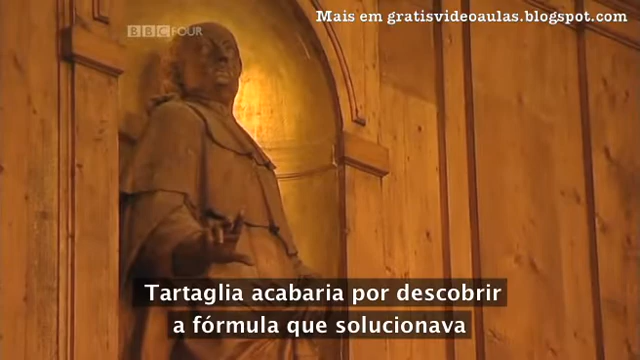 Mais em gratisvideoaulas.blogspot.com
BBC FOUR
Tartaglia acabaria por descobrir
a fórmula que solucionava